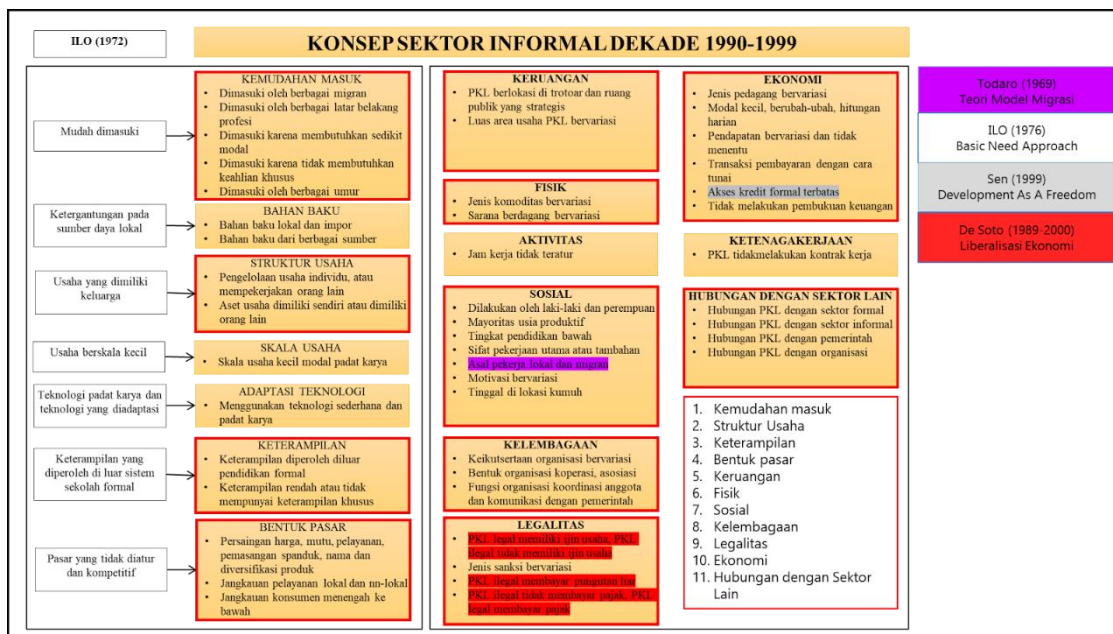 ILO (1972)
KONSEP SEKTOR INFORMAL DEKADE 1990-1999
Mudah dimasuki
KEMUDAHAN MASUK
• Dimasuki oleh berbagai migran
• Dimasuki oleh berbagai latar belakang
profesi
• Dimasuki karena membutuhkan sedikit
modal
• Dimasuki karena tidak membutuhkan
keahlian khusus
• Dimasuki oleh berbagai umur
Ketergantungan pada
sumber daya lokal
BAHAN BAKU
• Bahan baku lokal dan impor
• Bahan baku dari berbagai sumber
Usaha yang dimiliki
keluarga
STRUKTUR USAHA
• Pengelolaan usaha individu, atau
mempekerjakan orang lain
• Aset usaha dimiliki sendiri atau dimiliki
orang lain
Usaha berskala kecil
SKALA USAHA
• Skala usaha kecil modal padat karya
Teknologi padat karya dan
teknologi yang diadaptasi
ADAPTASI TEKNOLOGI
• Menggunakan teknologi sederhana dan
padat karya
Keterampilan yang
diperoleh di luar sistem
sekolah formal
KETERAMPILAN
• Keterampilan diperoleh diluar
pendidikan formal
• Keterampilan rendah atau tidak
mempunyai keterampilan khusus
Pasar yang tidak diatur
dan kompetitif
BENTUK PASAR
• Persaingan harga, mutu, pelayanan,
pemasangan spanduk, nama dan
diversifikasi produk
• Jangkauan pelayanan lokal dan nn-lokal
• Jangkauan konsumen menengah ke
bawah
KERUANGAN
• PKL berlokasi di trotoar dan ruang
publik yang strategis
• Luas area usaha PKL bervariasi
FISIK
• Jenis komoditas bervariasi
• Sarana berdagang bervariasi
AKTIVITAS
• Jam kerja tidak teratur
SOSIAL
• Dilakukan oleh laki-laki dan perempuan
• Mayoritas usia produktif
• Tingkat pendidikan bawah
• Sifat pekerjaan utama atau tambahan
• Asal pekerja lokal dan migran
• Motivasi bervariasi
• Tinggal di lokasi kumuh
KELEMBAGAAN
• Keikutsertaan organisasi bervariasi
• Bentuk organisasi koperasi, asosiasi
• Fungsi organisasi koordinasi anggota
dan komunikasi dengan pemerintah
LEGALITAS
• PKL legal memiliki ijin usaha, PKL
ilegal tidak memiliki ijin usaha
• Jenis sanksi bervariasi
• PKL ilegal membayar pungutan liar
• PKL ilegal tidak membayar pajak, PKL
legal membayar pajak
EKONOMI
• Jenis pedagang bervariasi
• Modal kecil, berubah-ubah, hitungan
harian
• Pendapatan bervariasi dan tidak
menentu
• Transaksi pembayaran dengan cara
tunai
• Akses kredit formal terbatas
• Tidak melakukan pembukuan keuangan
KETENAGAKERJAAN
• PKL tidakmelakukan kontrak kerja
HUBUNGAN DENGAN SEKTOR LAIN
• Hubungan PKL dengan sektor formal
• Hubungan PKL dengan sektor informal
• Hubungan PKL dengan pemerintah
• Hubungan PKL dengan organisasi
1. Kemudahan masuk
2. Struktur Usaha
3. Keterampilan
4. Bentuk pasar
5. Keruangan
6. Fisik
7. Sosial
8. Kelembagaan
9. Legalitas
10. Ekonomi
11. Hubungan dengan Sektor
Lain
Todaro (1969)
Teori Model Migrasi
ILO (1976)
Basic Need Approach
Sen (1999)
Development As A Freedom
De Soto (1989-2000)
Liberalisasi Ekonomi